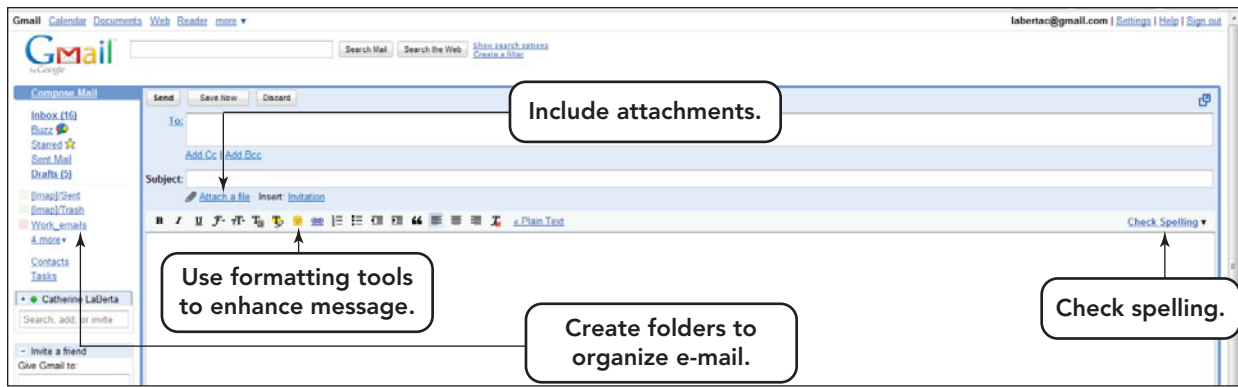 Gmail Calendar Documents Web Reader more ▼
labertac@gmail.com | Settings | Help | Sign out
Gmail
by Google
Search Mail Search the Web Show search options
Create a filter
Compose Mail
Inbox (16)
Buzz
Starred
Sent Mail
Drafts (5)
[Imap]/Sent
[Imap]/Trash
Work_emails
4 more▼
Contacts
Tasks
+ Catherine LaBerta
Search, add, or invite
− Invite a friend
Give Gmail to:
Send Save Now Discard
To:
Add Cc | Add Bcc
Subject:
Attach a file Insert: Invitation
B I U « Plain Text
Check Spelling ▼
Include attachments.
Use formatting tools
to enhance message.
Create folders to
organize e-mail.
Check spelling.